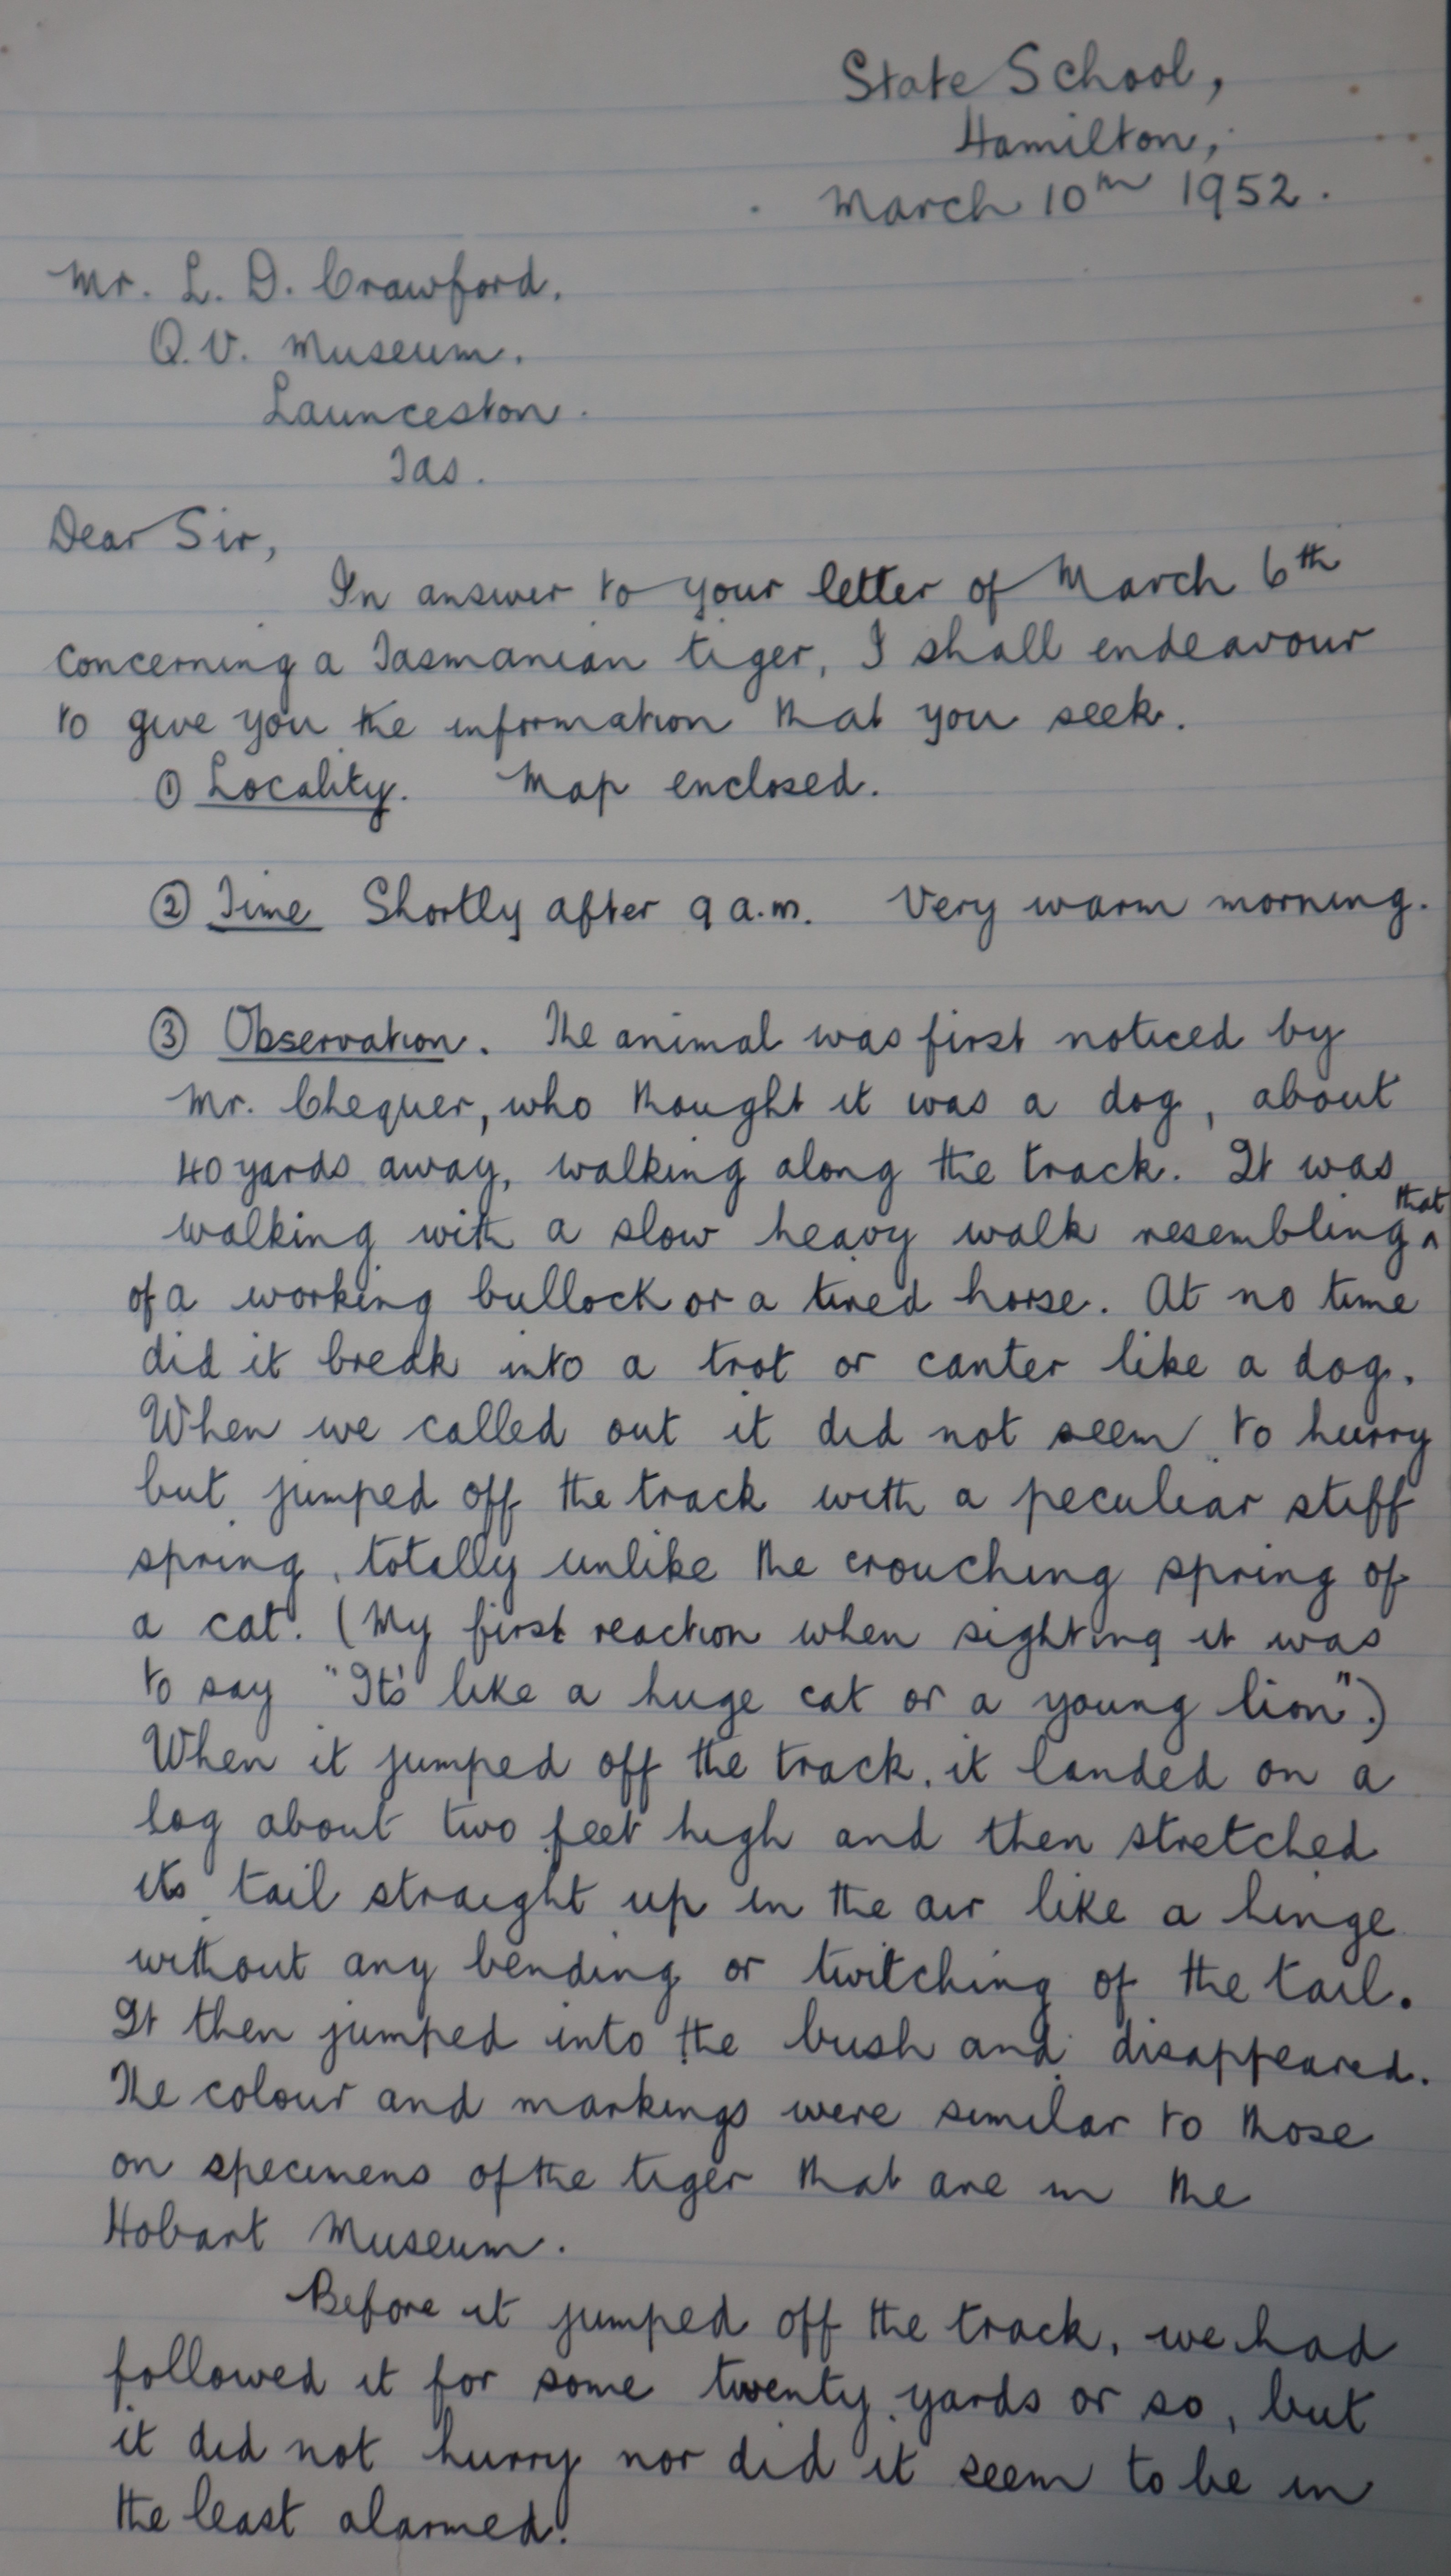 State School,
Hamilton,
March 10th 1952.
Mr. L. D. Crawford.
Q.V. Museum.
Launceston.
Tas.
Dear Sir,
In answer to your letter of March 6th
concerning a Tasmanian tiger, I shall endeavour
to give you the information that you seek.
① Locality. Map enclosed.
② Time Shortly after 9 a.m. Very warm morning.
③ Observation. The animal was first noticed by
Mr. Chequer, who thought it was a dog, about
40 yards away, walking along the track. It was
walking with a slow heavy walk resembling ^that
of a working bullock or a tired horse. At no time
did it break into a trot or canter like a dog.
When we called out it did not seem to hurry
but jumped off the track with a peculiar stiff
spring, totally unlike the crouching spring of
a cat. (My first reaction when sighting it was
to say "It's like a huge cat or a young lion".)
When it jumped off the track, it landed on a
log about two feet high and then stretched
its tail straight up in the air like a hinge
without any bending or twitching of the tail.
It then jumped into the bush and disappeared.
The colour and markings were similar to those
on specimens of the tiger that are in the
Hobart Museum.
Before it jumped off the track, we had
followed it for some twenty yards or so, but
it did not hurry nor did it seem to be in
the least alarmed.